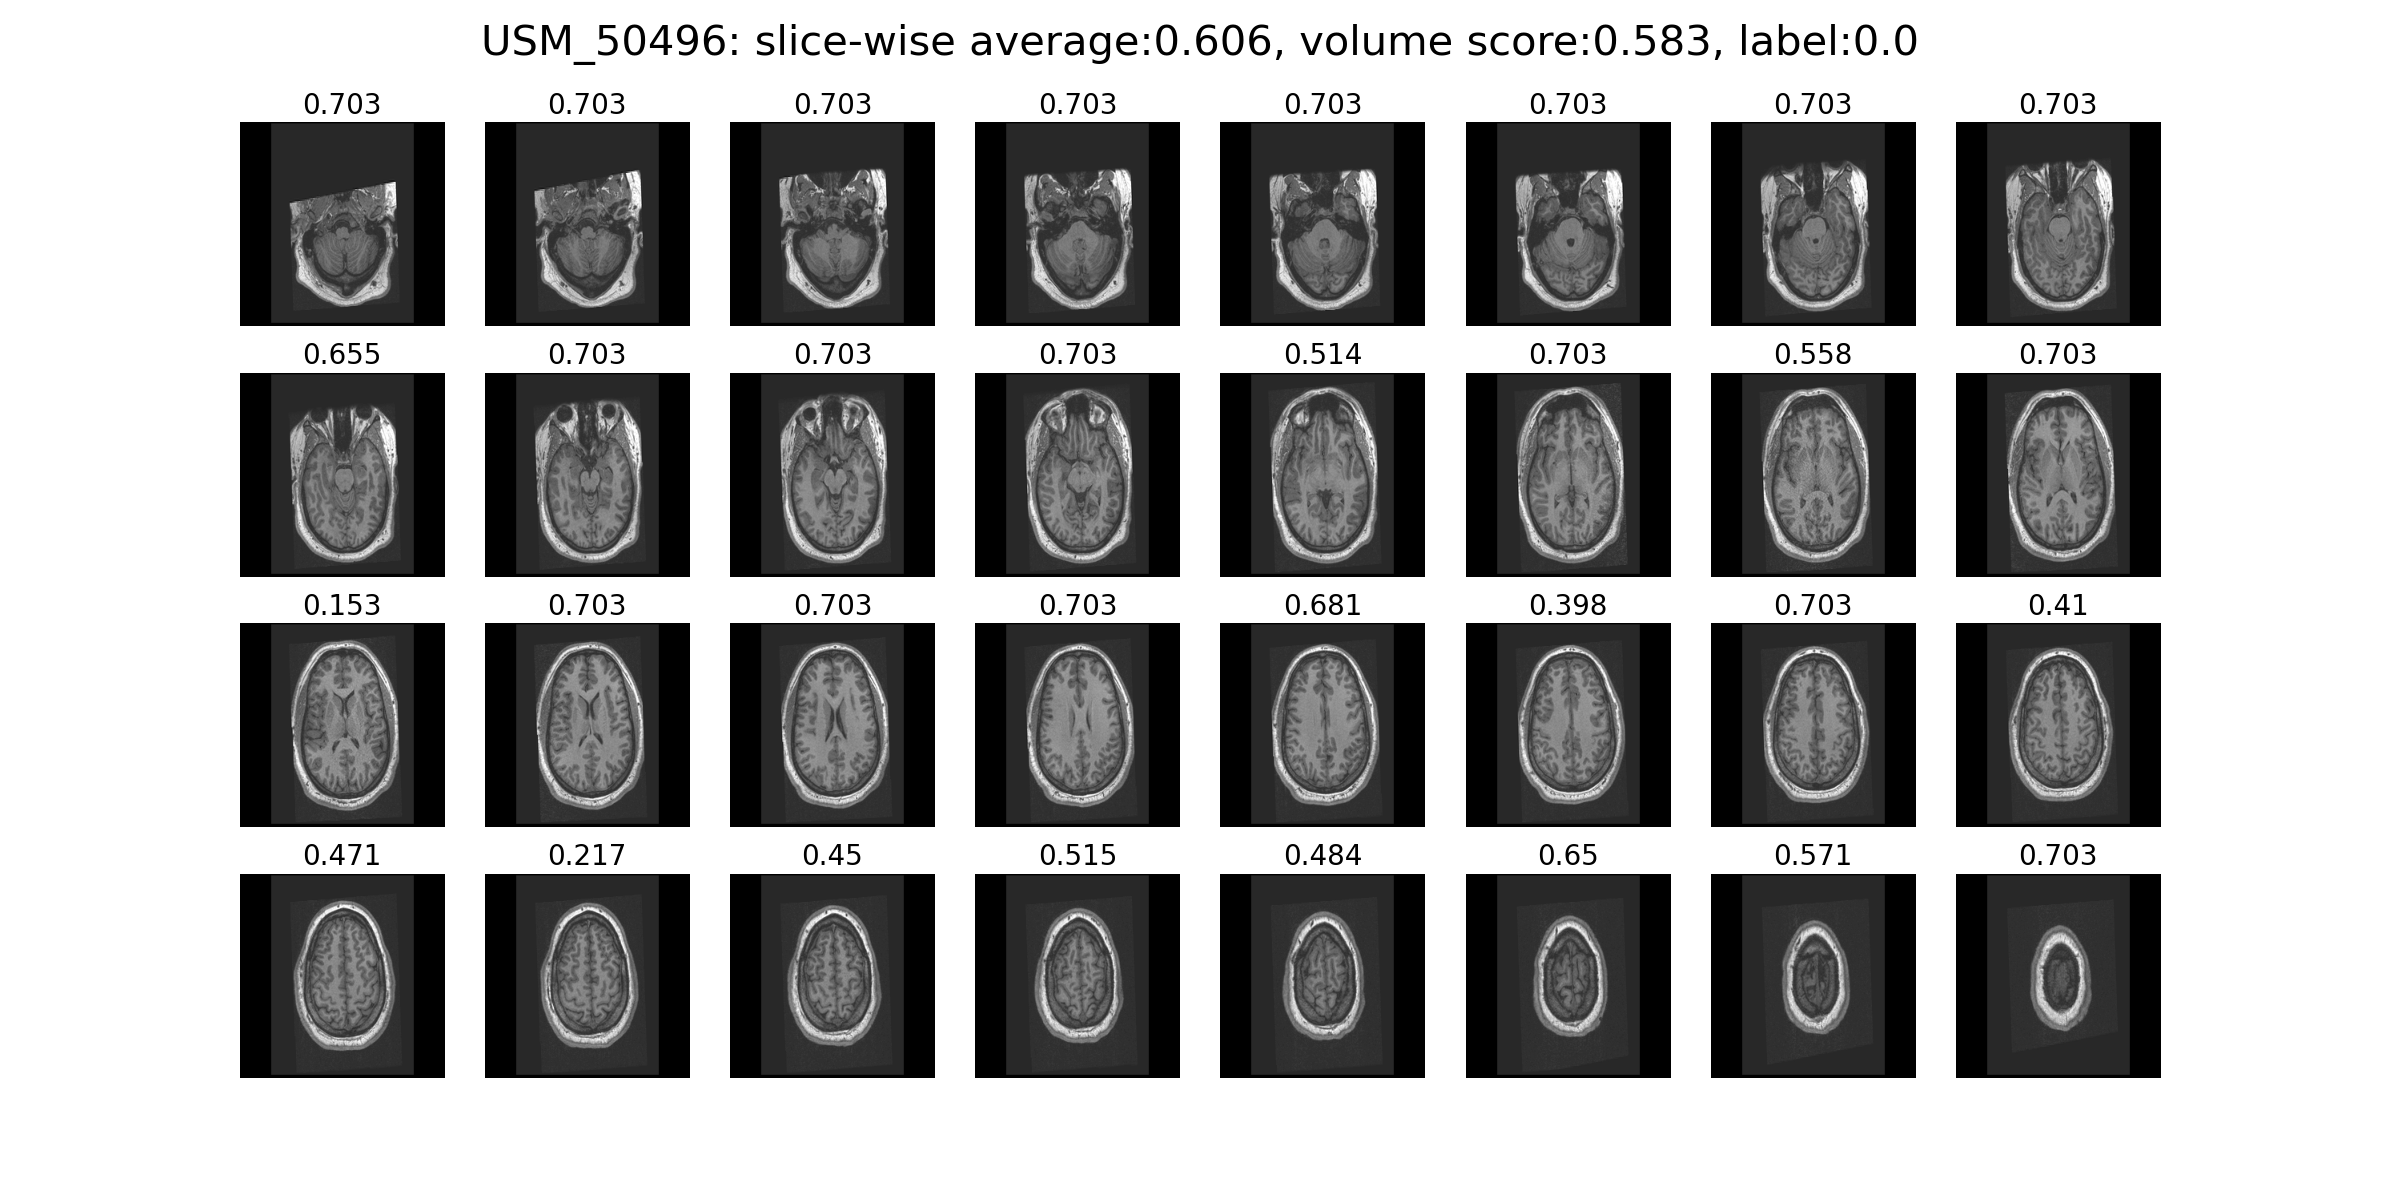 USM_50496: slice-wise average:0.606, volume score:0.583, label:0.0
0.703 0.703 0.703 0.703 0.703 0.703 0.703 0.703
0.655 0.703 0.703 0.703 0.514 0.703 0.558 0.703
0.153 0.703 0.703 0.703 0.681 0.398 0.703 0.41
0.471 0.217 0.45 0.515 0.484 0.65 0.571 0.703